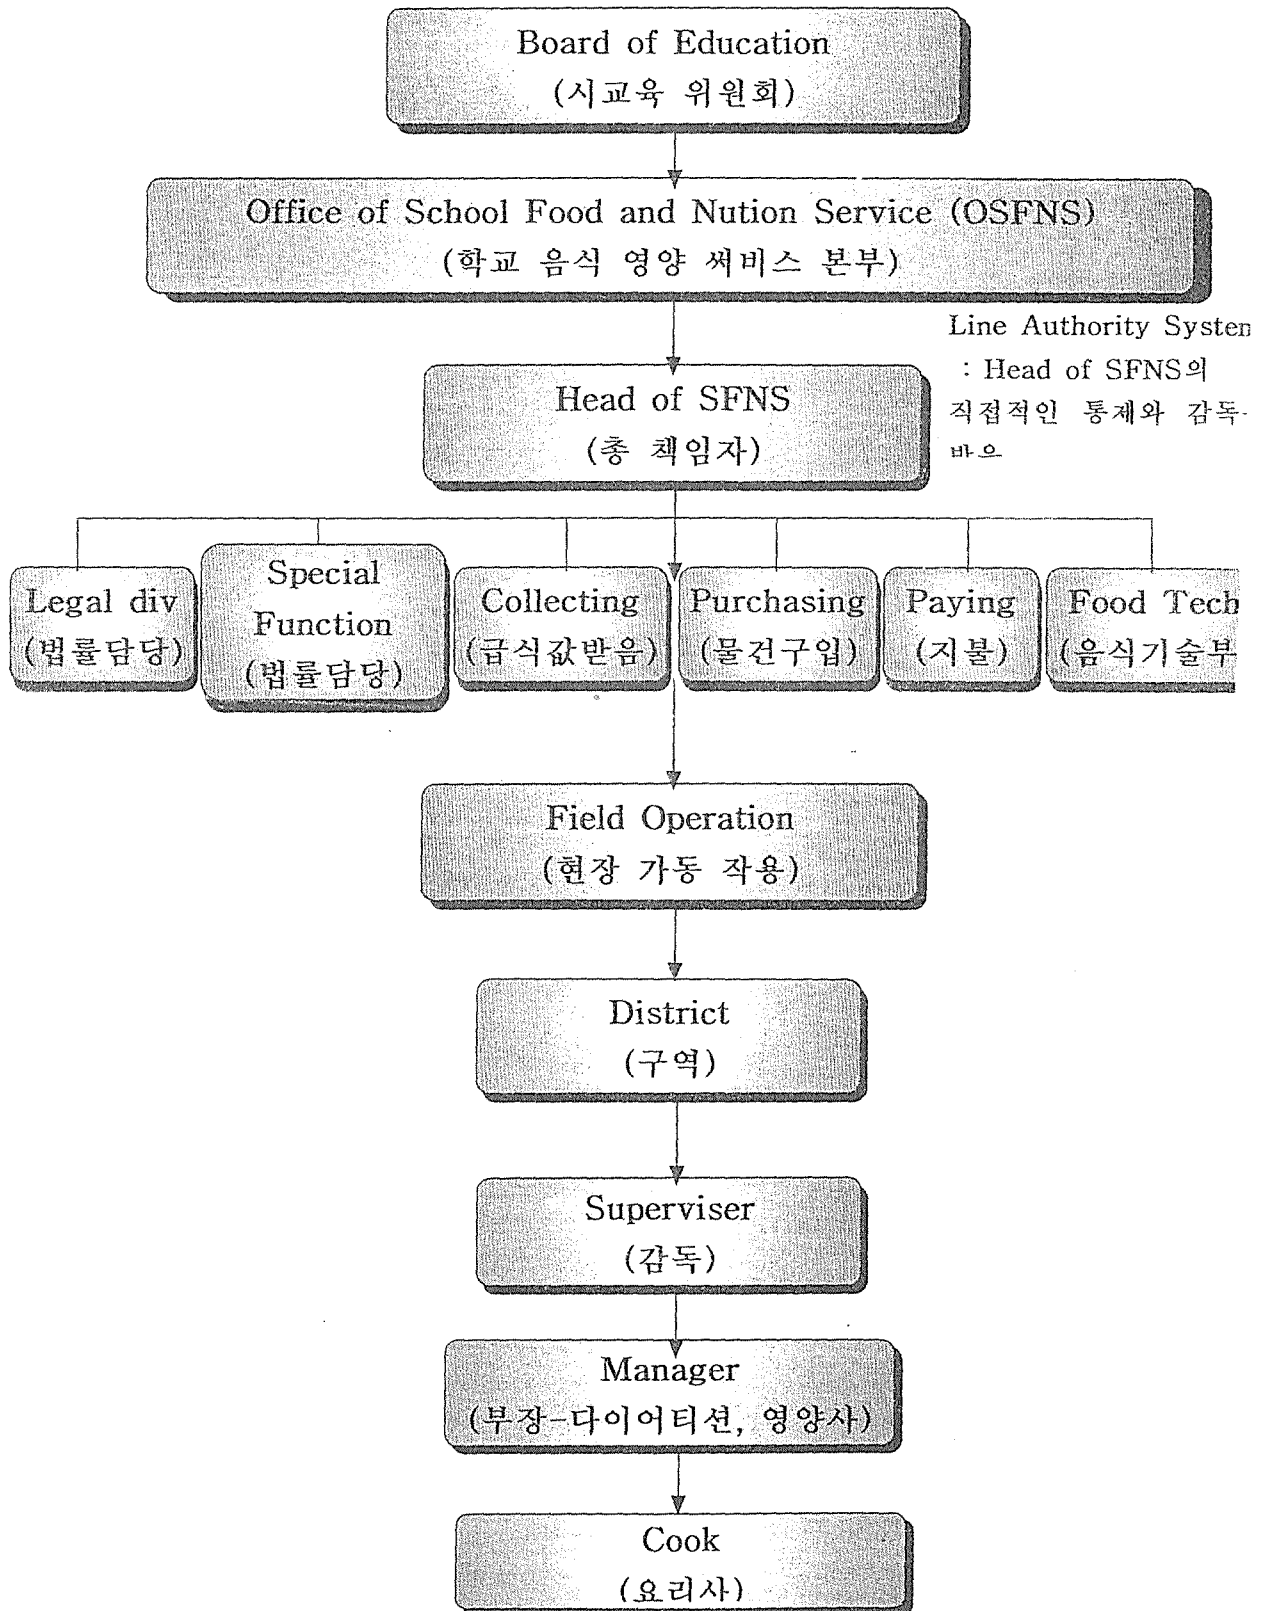 Board of Education
(시교육 위원회)
Office of School Food and Nution Service (OSFNS)
(학교 음식 영양 써비스 본부)
Line Authority System
: Head of SFNS의
직접적인 통제와 감독
Head of SFNS
(총 책임자)
Legal div
(법률담당)
Special
Function
(법률담당)
Collecting
(급식값받음)
Purchasing
(물건구입)
Paying
(지불)
Food Tech
(음식기술부
Field Operation
(현장 가동 작용)
District
(구역)
Superviser
(감독)
Manager
(부장-다이어티션, 영양사)
Cook
(요리사)